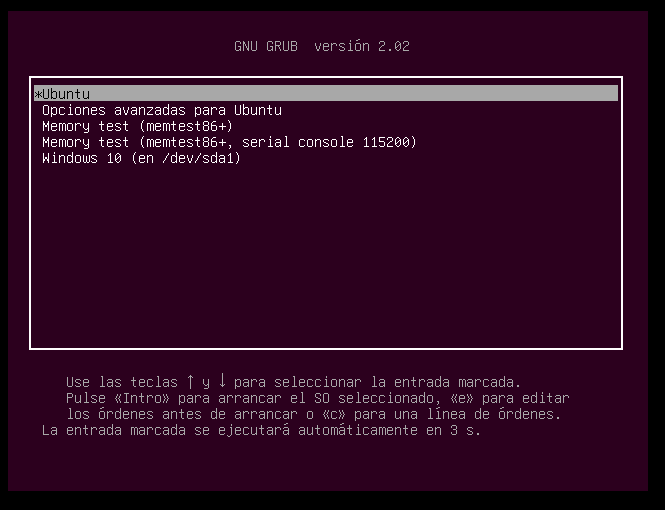 GNU GRUB  versión 2.02
*Ubuntu
Opciones avanzadas para Ubuntu
Memory test (memtest86+)
Memory test (memtest86+, serial console 115200)
Windows 10 (en /dev/sda1)
Use las teclas ↑ y ↓ para seleccionar la entrada marcada.
Pulse «Intro» para arrancar el SO seleccionado, «e» para editar
los órdenes antes de arrancar o «c» para una línea de órdenes.
La entrada marcada se ejecutará automáticamente en 3 s.